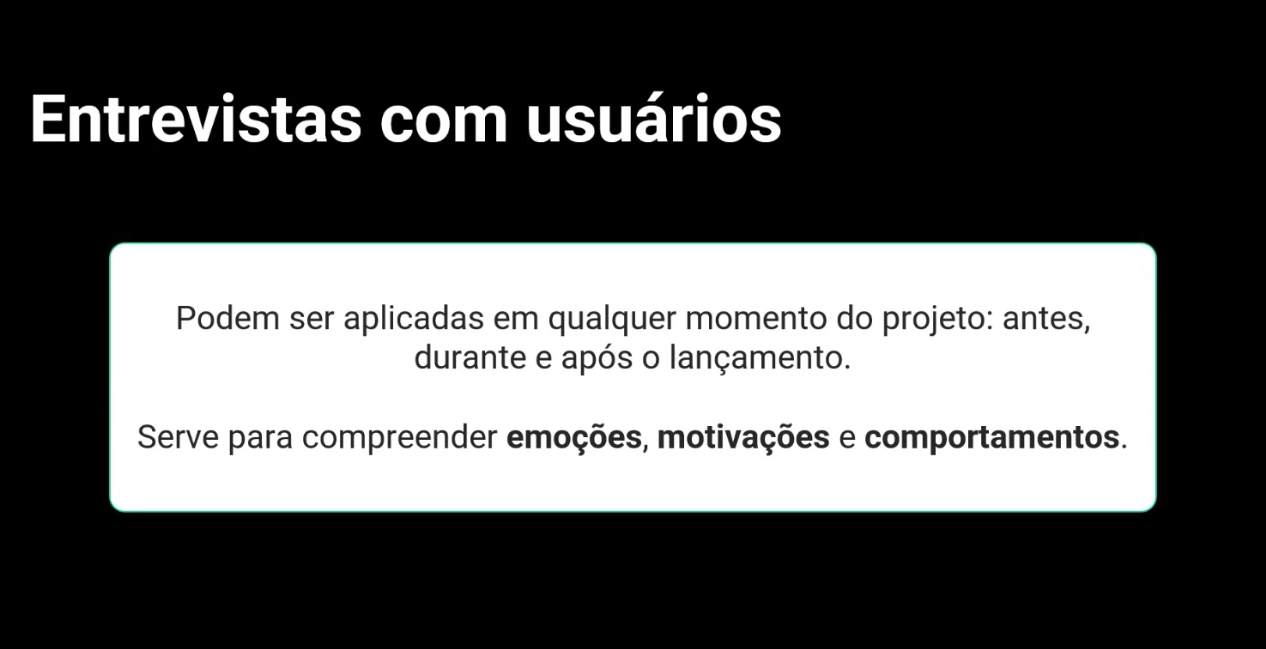 Entrevistas com usuários
Podem ser aplicadas em qualquer momento do projeto: antes,
durante e após o lançamento.
Serve para compreender emoções, motivações e comportamentos.